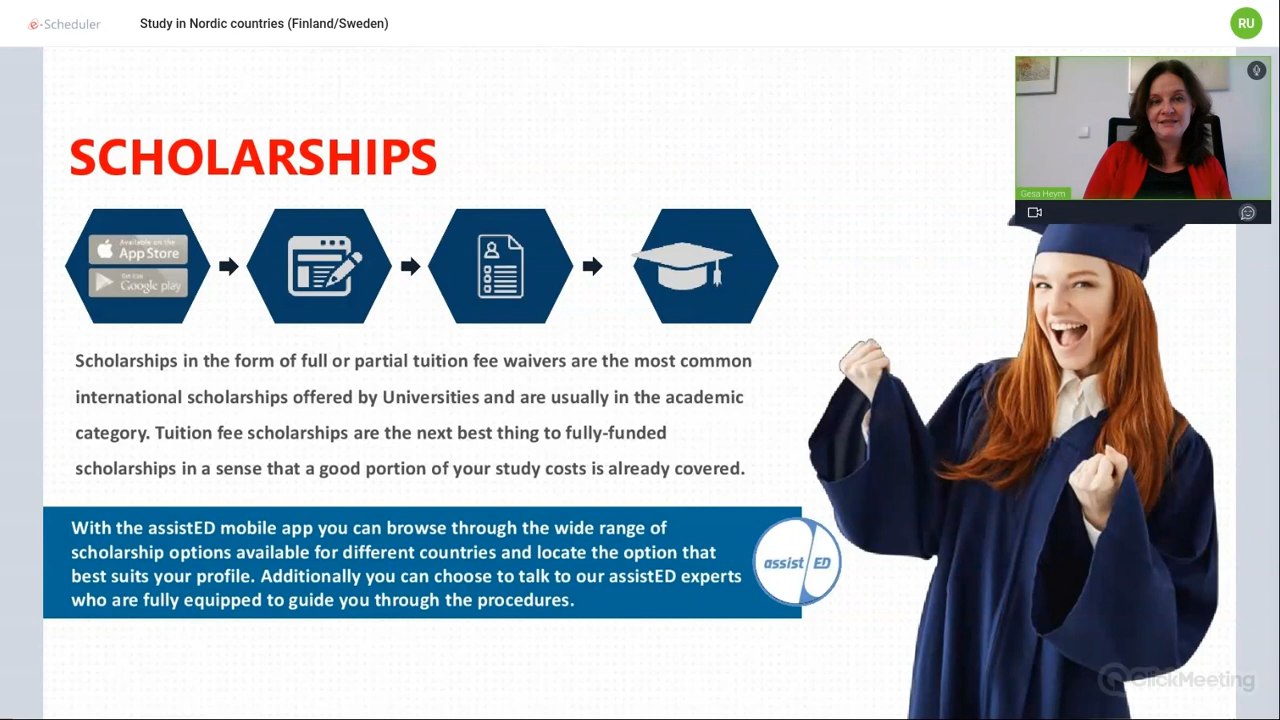 e-Scheduler
Study in Nordic countries (Finland/Sweden)
RU
Gesa Heym
SCHOLARSHIPS
Available on the
App Store
Get it on
Google play
Scholarships in the form of full or partial tuition fee waivers are the most common
international scholarships offered by Universities and are usually in the academic
category. Tuition fee scholarships are the next best thing to fully-funded
scholarships in a sense that a good portion of your study costs is already covered.
With the assistED mobile app you can browse through the wide range of
scholarship options available for different countries and locate the option that
best suits your profile. Additionally you can choose to talk to our assistED experts
who are fully equipped to guide you through the procedures.
assist ED
ClickMeeting